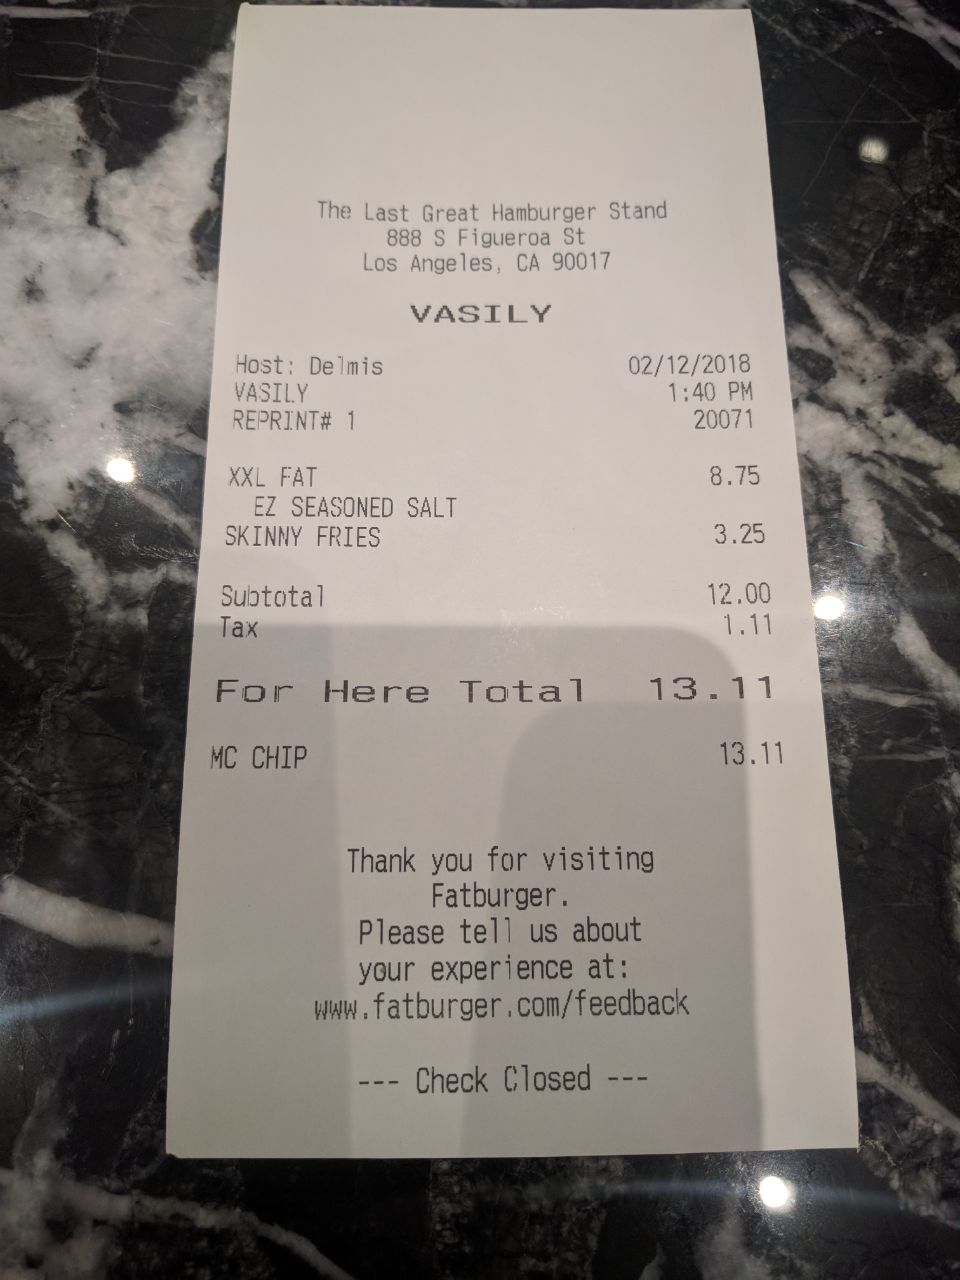 The Last Great Hamburger Stand
888 S Figueroa St
Los Angeles, CA 90017
VASILY
Host: Delmis 02/12/2018
VASILY 1:40 PM
REPRINT# 1 20071
XXL FAT 8.75
EZ SEASONED SALT
SKINNY FRIES 3.25
Subtotal 12.00
Tax 1.11
For Here Total 13.11
MC CHIP 13.11
Thank you for visiting
Fatburger.
Please tell us about
your experience at:
www.fatburger.com/feedback
--- Check Closed ---